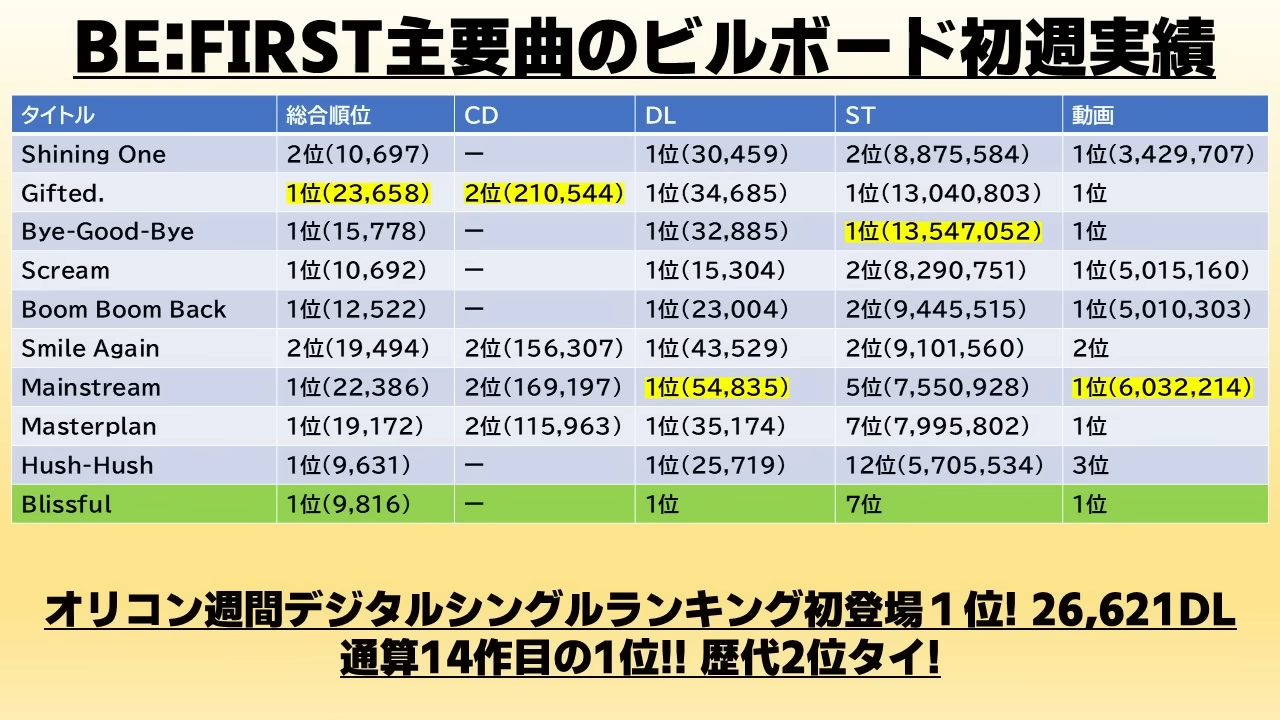 BE:FIRST主要曲のビルボード初週実績
タイトル 総合順位 CD DL ST 動画
Shining One 2位(10,697) ー 1位(30,459) 2位(8,875,584) 1位(3,429,707)
Gifted. 1位(23,658) 2位(210,544) 1位(34,685) 1位(13,040,803) 1位
Bye-Good-Bye 1位(15,778) ー 1位(32,885) 1位(13,547,052) 1位
Scream 1位(10,692) ー 1位(15,304) 2位(8,290,751) 1位(5,015,160)
Boom Boom Back 1位(12,522) ー 1位(23,004) 2位(9,445,515) 1位(5,010,303)
Smile Again 2位(19,494) 2位(156,307) 1位(43,529) 2位(9,101,560) 2位
Mainstream 1位(22,386) 2位(169,197) 1位(54,835) 5位(7,550,928) 1位(6,032,214)
Masterplan 1位(19,172) 2位(115,963) 1位(35,174) 7位(7,995,802) 1位
Hush-Hush 1位(9,631) ー 1位(25,719) 12位(5,705,534) 3位
Blissful 1位(9,816) ー 1位 7位 1位
オリコン週間デジタルシングルランキング初登場１位! 26,621DL
通算14作目の1位!! 歴代2位タイ!